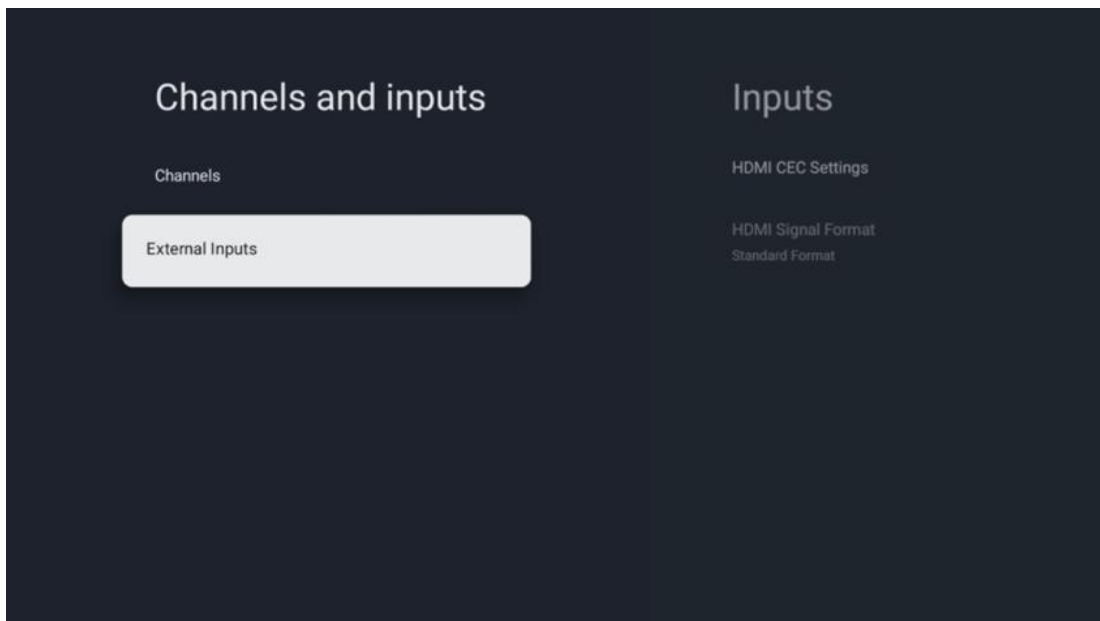 Channels and inputs
Channels
External Inputs
Inputs
HDMI CEC Settings
HDMI Signal Format
Standard Format